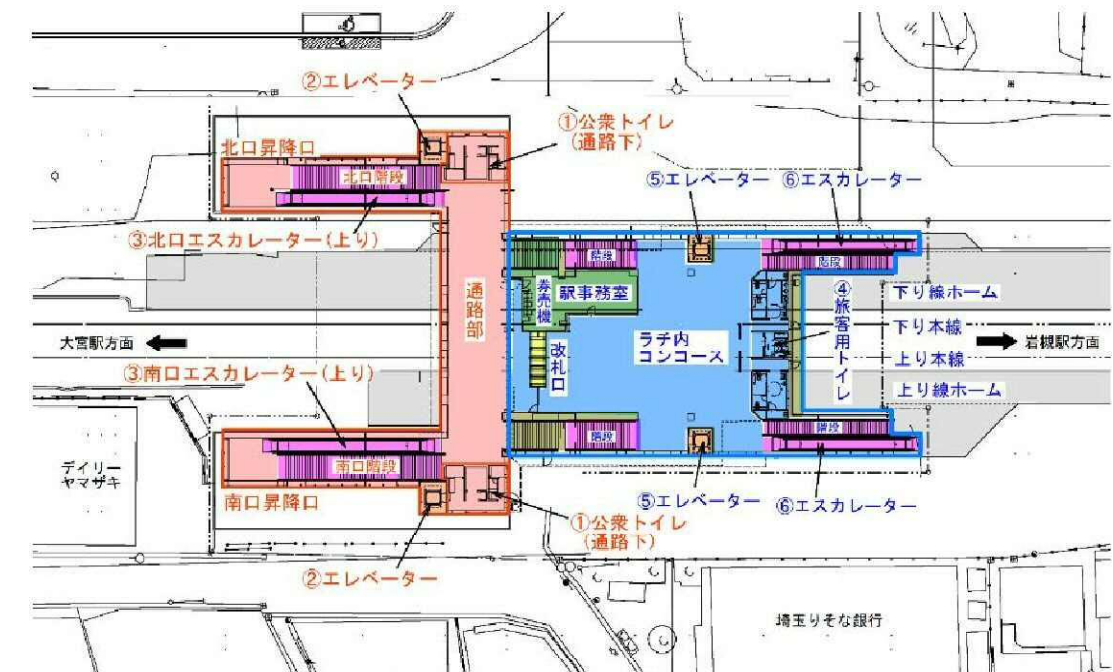 ②エレベーター
①公衆トイレ
(通路下)
北口昇降口
北口階段
③北口エスカレーター(上り)
⑤エレベーター
⑥エスカレーター
階段
階段
券売機
駅事務室
通路部
改札口
ラチ内
コンコース
④旅客用トイレ
下り線ホーム
下り本線
上り本線
上り線ホーム
大宮駅方面
岩槻駅方面
③南口エスカレーター(上り)
階段
階段
南口階段
南口昇降口
デイリー
ヤマザキ
⑤エレベーター
⑥エスカレーター
①公衆トイレ
(通路下)
②エレベーター
埼玉りそな銀行